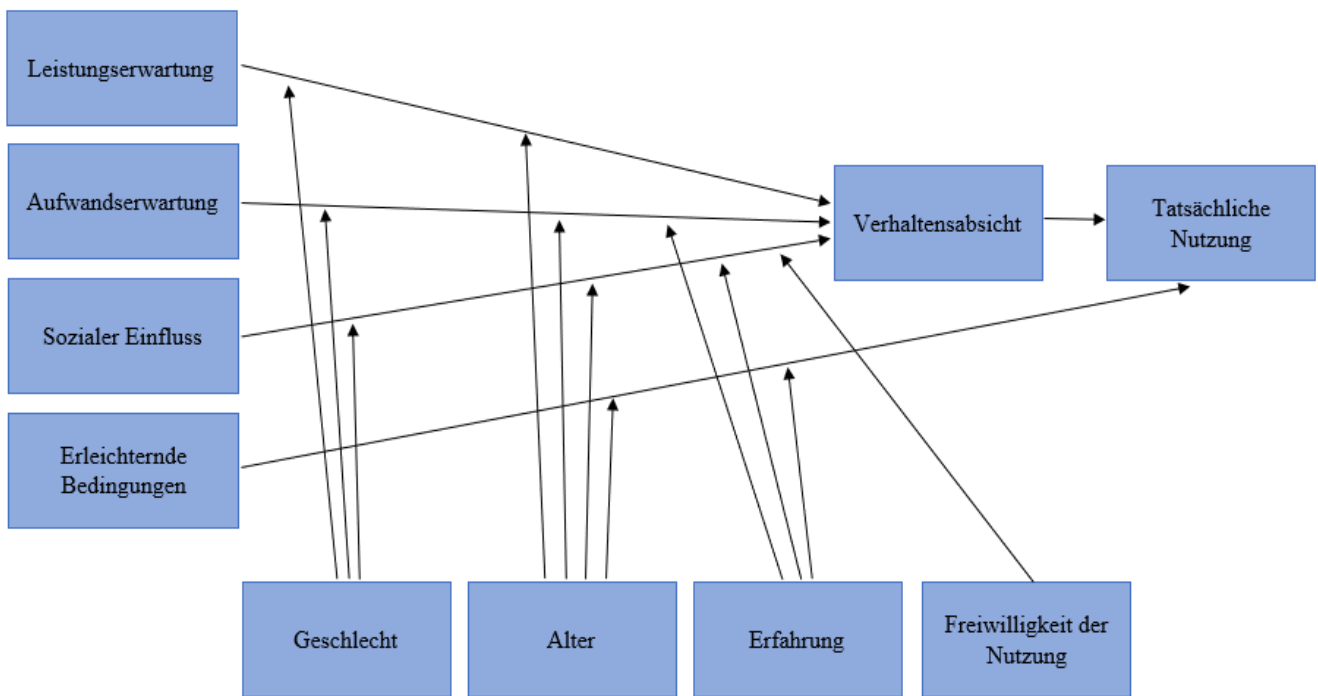 Leistungserwartung
Aufwandserwartung
Sozialer Einfluss
Erleichternde
Bedingungen
Verhaltensabsicht
Tatsächliche
Nutzung
Geschlecht
Alter
Erfahrung
Freiwilligkeit der
Nutzung